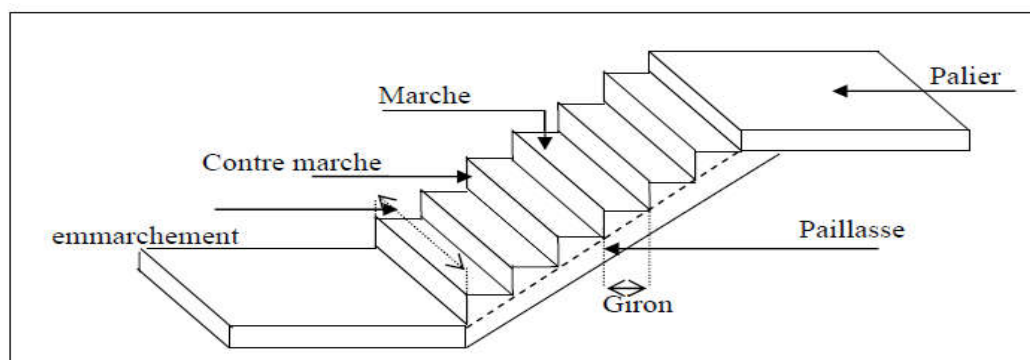 Palier
Marche
Contre marche
emmarchement
Paillasse
Giron